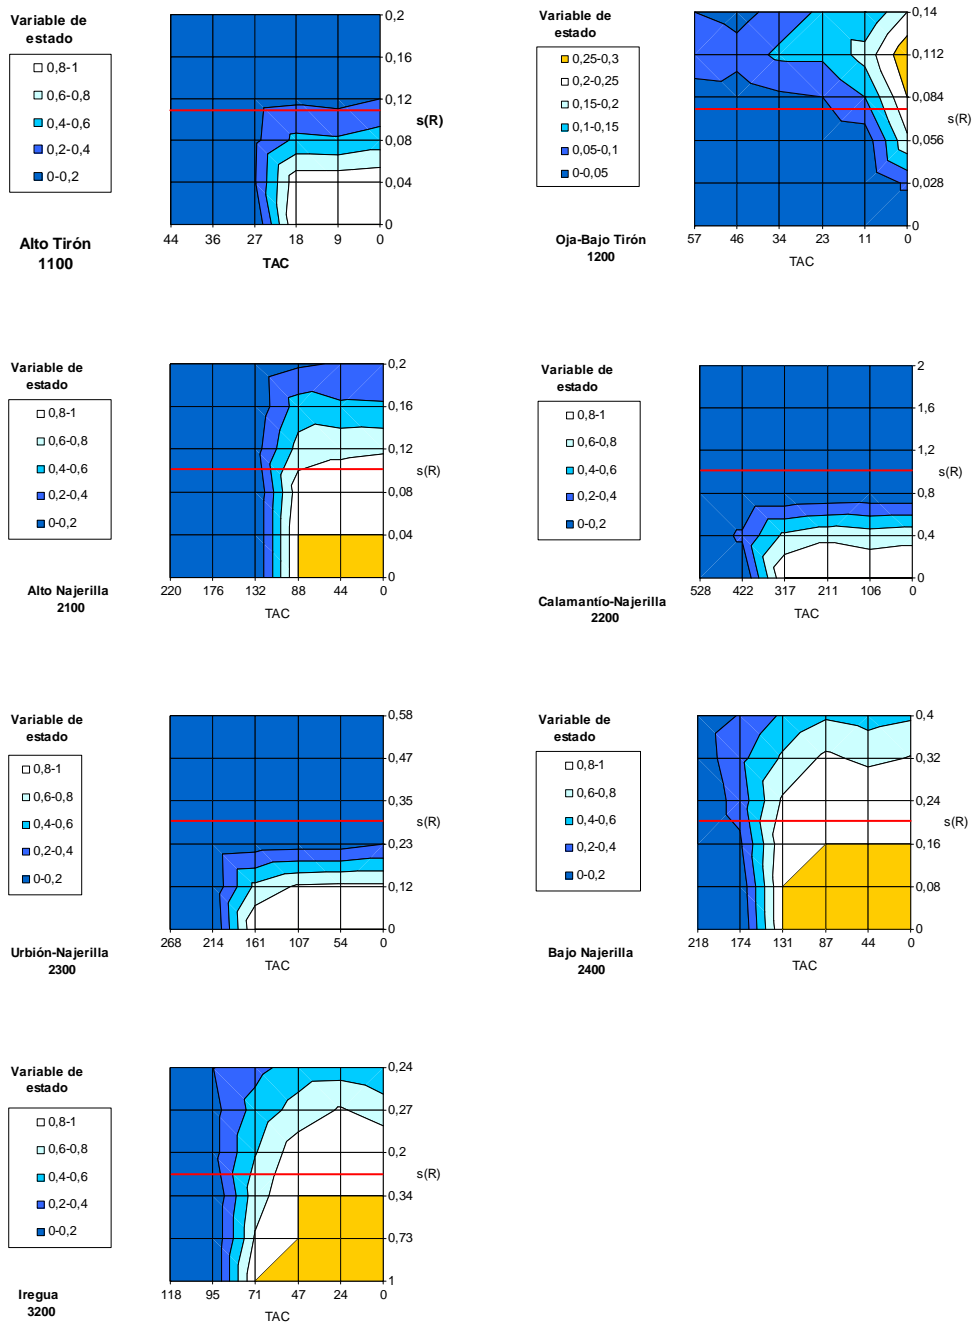 Variable de
estado
0,8-1
0,6-0,8
0,4-0,6
0,2-0,4
0-0,2
Alto Tirón
1100
0,2
0,16
0,12
0,08
0,04
0
s(R)
44 36 27 18 9 0
TAC
Variable de
estado
0,25-0,3
0,2-0,25
0,15-0,2
0,1-0,15
0,05-0,1
0-0,05
Oja-Bajo Tirón
1200
0,14
0,112
0,084
0,056
0,028
0
s(R)
57 46 34 23 11 0
TAC
Variable de
estado
0,8-1
0,6-0,8
0,4-0,6
0,2-0,4
0-0,2
Alto Najerilla
2100
0,2
0,16
0,12
0,08
0,04
0
s(R)
220 176 132 88 44 0
TAC
Variable de
estado
0,8-1
0,6-0,8
0,4-0,6
0,2-0,4
0-0,2
Calamantío-Najerilla
2200
2
1,6
1,2
0,8
0,4
0
s(R)
528 422 317 211 106 0
TAC
Variable de
estado
0,8-1
0,6-0,8
0,4-0,6
0,2-0,4
0-0,2
Urbión-Najerilla
2300
0,58
0,47
0,35
0,23
0,12
0
s(R)
268 214 161 107 54 0
TAC
Variable de
estado
0,8-1
0,6-0,8
0,4-0,6
0,2-0,4
0-0,2
Bajo Najerilla
2400
0,4
0,32
0,24
0,16
0,08
0
s(R)
218 174 131 87 44 0
TAC
Variable de
estado
0,8-1
0,6-0,8
0,4-0,6
0,2-0,4
0-0,2
Iregua
3200
0,24
0,27
0,2
0,34
0,73
1
s(R)
118 95 71 47 24 0
TAC